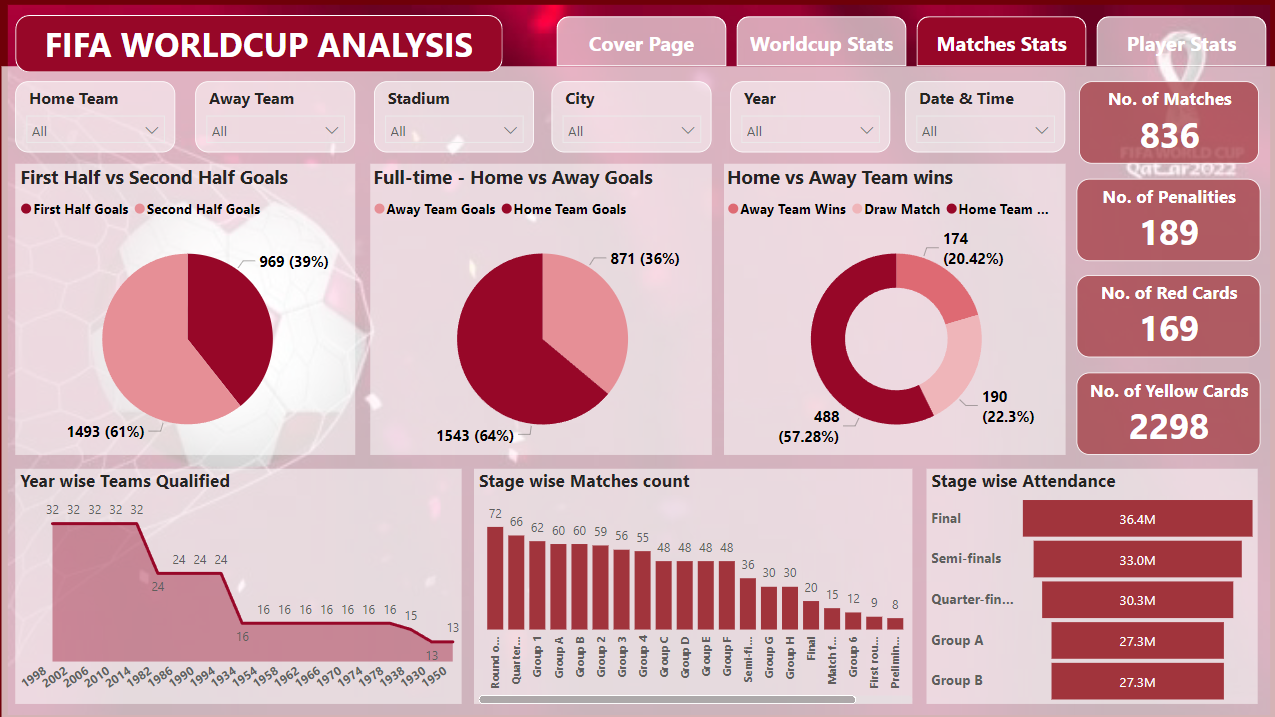 FIFA WORLDCUP ANALYSIS
Cover Page
Worldcup Stats
Matches Stats
Player Stats
Home Team
All
Away Team
All
Stadium
All
City
All
Year
All
Date & Time
All
No. of Matches
836
FIFA WORLD CUP
Qatar2022
No. of Penalities
189
No. of Red Cards
169
No. of Yellow Cards
2298
First Half vs Second Half Goals
First Half Goals Second Half Goals
969 (39%)
1493 (61%)
Full-time - Home vs Away Goals
Away Team Goals Home Team Goals
871 (36%)
1543 (64%)
Home vs Away Team wins
Away Team Wins Draw Match Home Team ...
174
(20.42%)
190
(22.3%)
488
(57.28%)
Year wise Teams Qualified
32 32 32 32 32
24 24 24
24
16 16 16 16 16 16 16 15
16
13
13
1998 2002 2006 2010 2014 1982 1986 1990 1994 1934 1954 1958 1962 1966 1970 1974 1978 1938 1930 1950
Stage wise Matches count
72 66 62 60 60 59 56 55 48 48 48 48 36 30 30 20 15 12 9 8
Round o...
Quarter...
Group 1
Group A
Group B
Group 2
Group 3
Group 4
Group C
Group D
Group E
Group F
Semi-fi...
Group G
Group H
Final
Match f...
Group 6
First rou...
Prelimin...
Stage wise Attendance
Final 36.4M
Semi-finals 33.0M
Quarter-fin... 30.3M
Group A 27.3M
Group B 27.3M